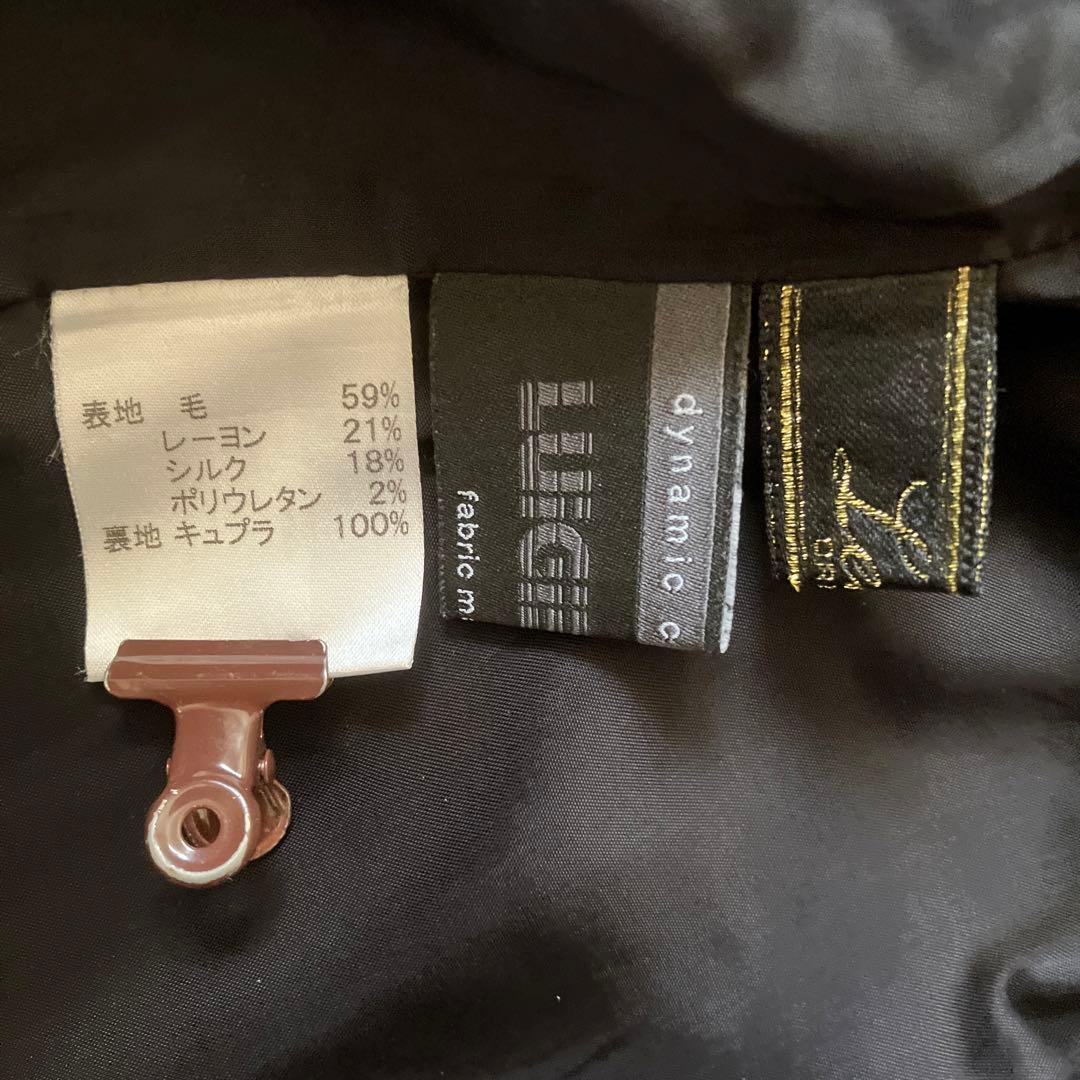 表地 毛 59%
レーヨン 21%
シルク 18%
ポリウレタン 2%
裏地 キュプラ 100%
dynamic c
LUIGI
fabric m